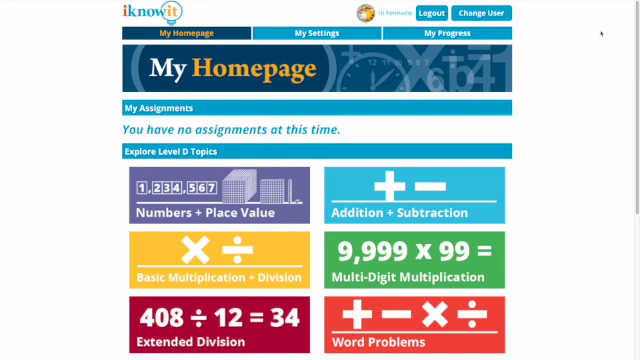 iknowit
Hi Kennadie
Logout
Change User
My Homepage
My Settings
My Progress
My Homepage
My Assignments
You have no assignments at this time.
Explore Level D Topics
1,234,567
Numbers + Place Value
+ −
Addition + Subtraction
× ÷
Basic Multiplication + Division
9,999 x 99 =
Multi-Digit Multiplication
408 ÷ 12 = 34
Extended Division
+ − × ÷
Word Problems